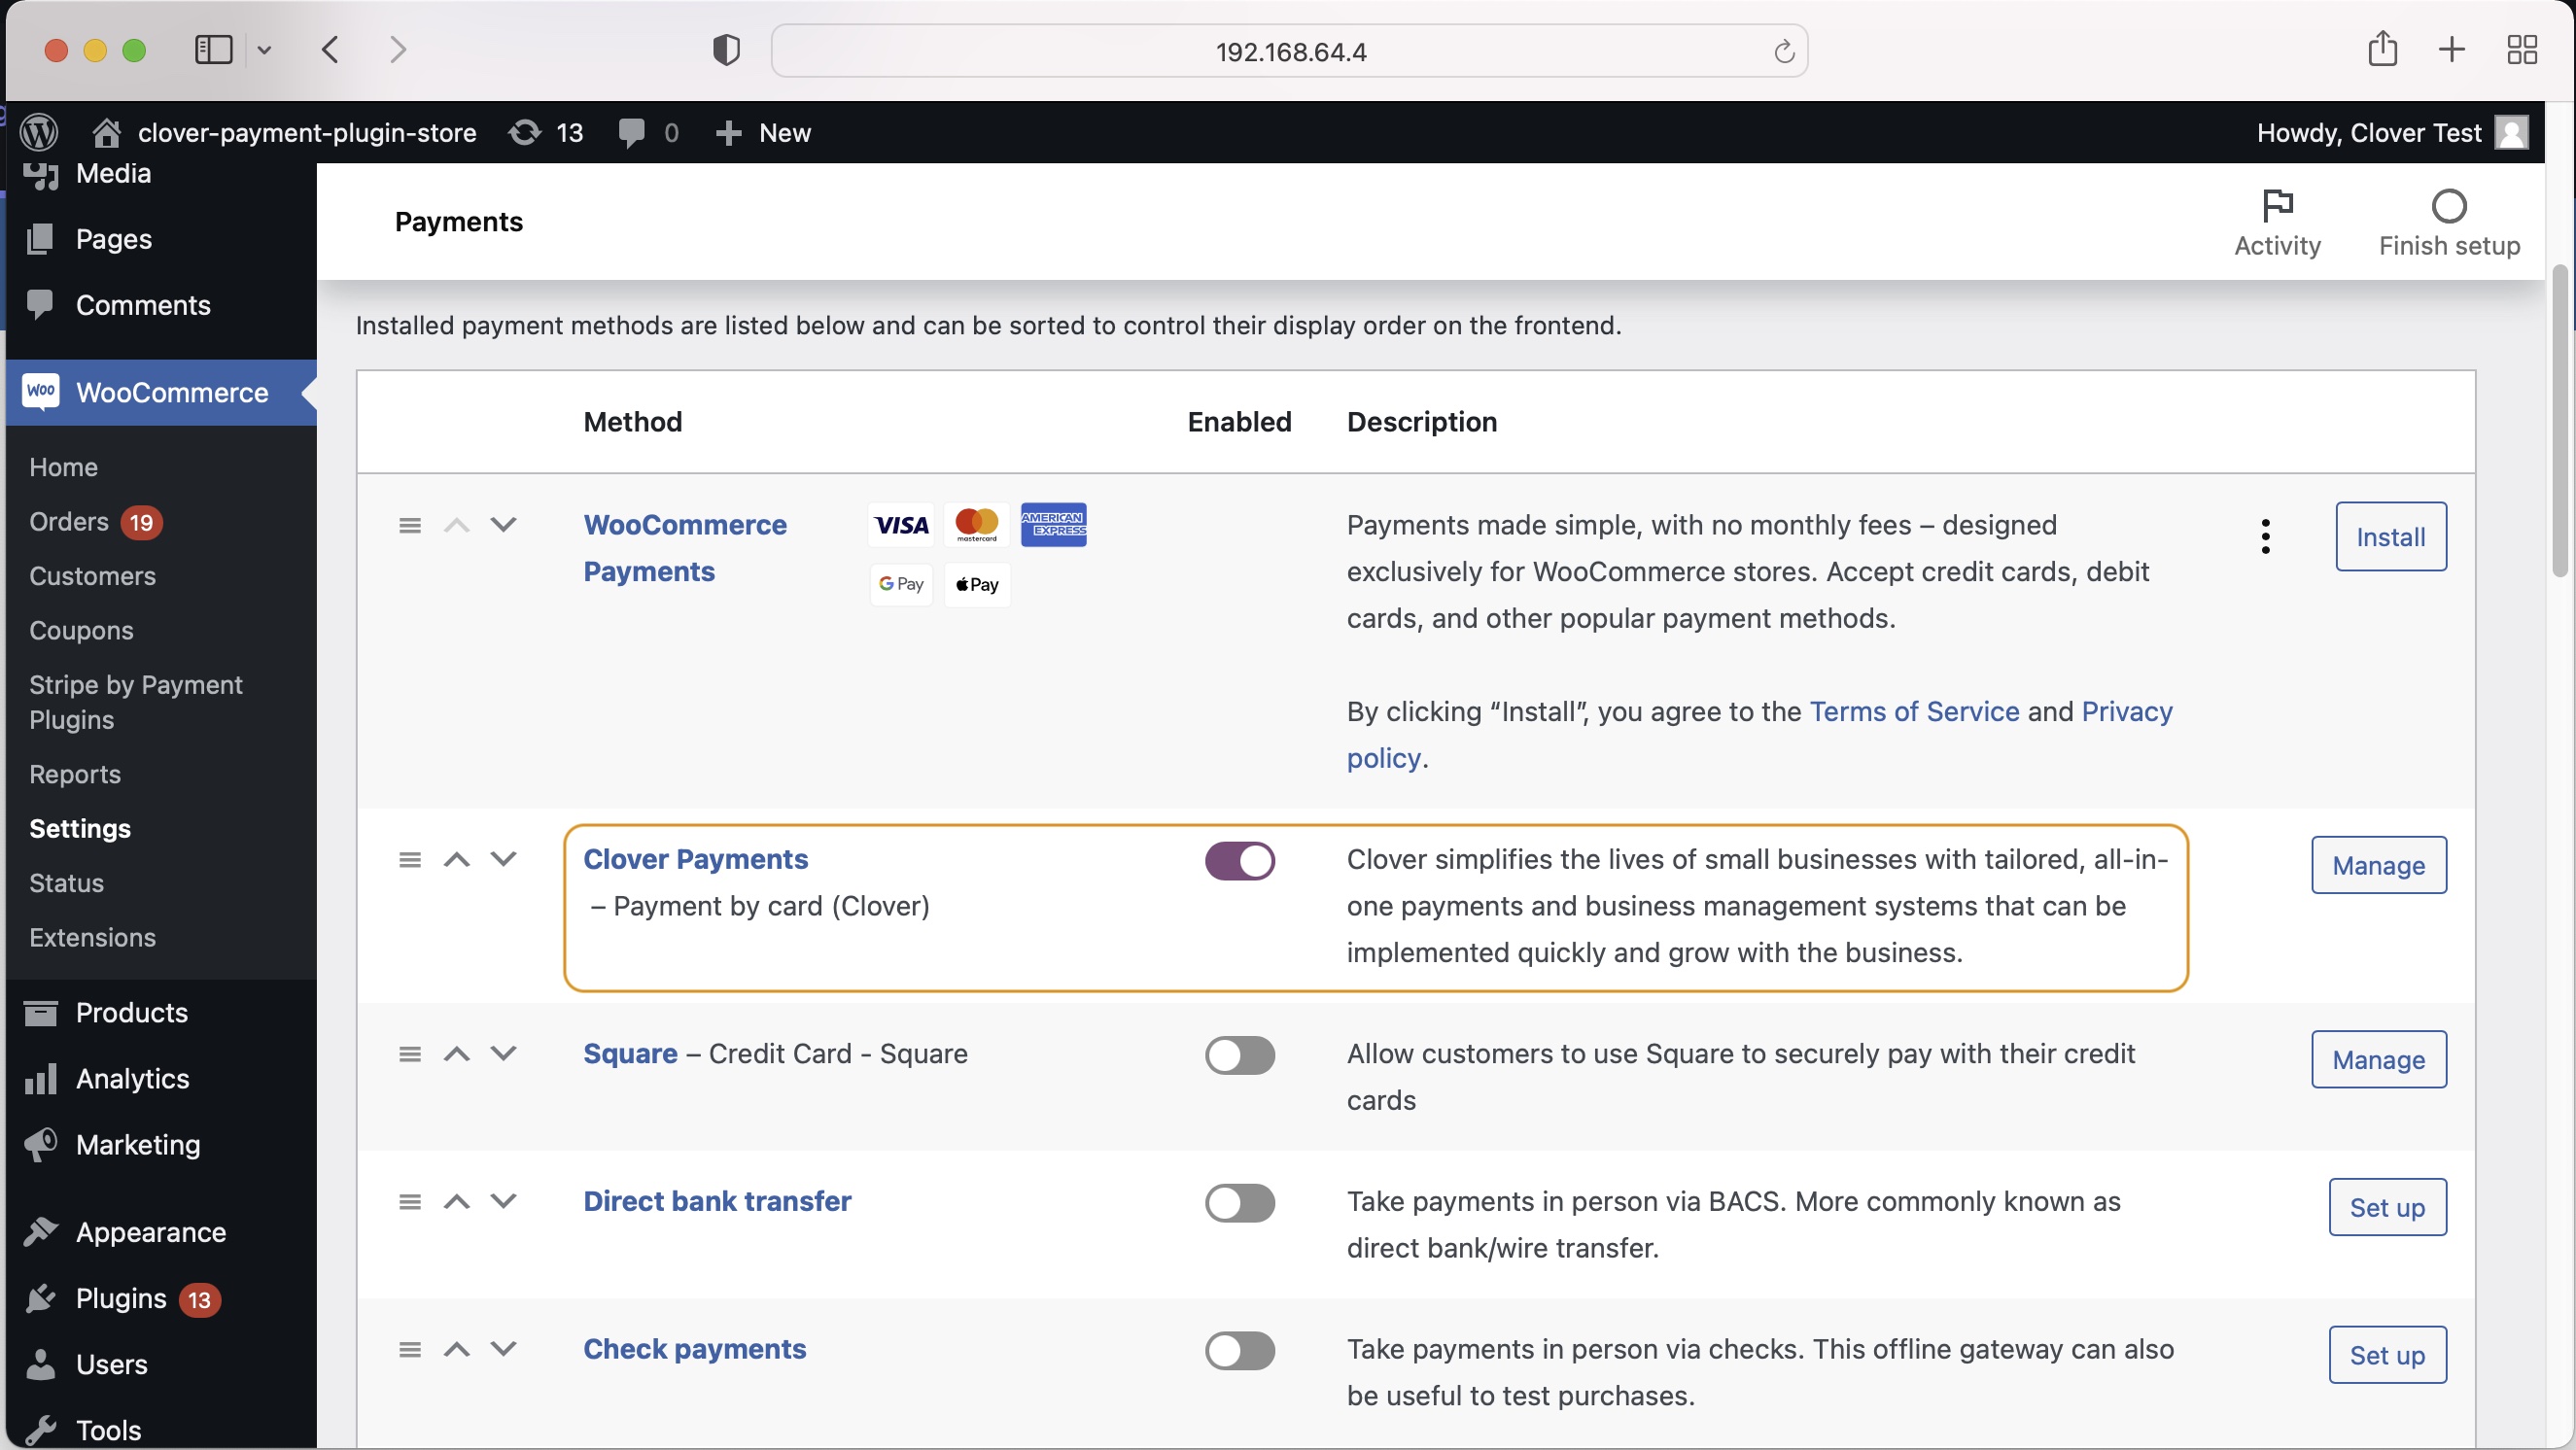 192.168.64.4
clover-payment-plugin-store
13
0
New
Howdy, Clover Test
Media
Pages
Comments
Woo
WooCommerce
Home
Orders 19
Customers
Coupons
Stripe by Payment
Plugins
Reports
Settings
Status
Extensions
Products
Analytics
Marketing
Appearance
Plugins 13
Users
Tools
Payments
Activity
Finish setup
Installed payment methods are listed below and can be sorted to control their display order on the frontend.
Method Enabled Description
WooCommerce
Payments
VISA
mastercard
AMERICAN
EXPRESS
G Pay
Pay
Payments made simple, with no monthly fees – designed
exclusively for WooCommerce stores. Accept credit cards, debit
cards, and other popular payment methods.
By clicking “Install”, you agree to the Terms of Service and Privacy
policy.
Install
Clover Payments
– Payment by card (Clover)
Clover simplifies the lives of small businesses with tailored, all-in-
one payments and business management systems that can be
implemented quickly and grow with the business.
Manage
Square – Credit Card - Square
Allow customers to use Square to securely pay with their credit
cards
Manage
Direct bank transfer
Take payments in person via BACS. More commonly known as
direct bank/wire transfer.
Set up
Check payments
Take payments in person via checks. This offline gateway can also
be useful to test purchases.
Set up